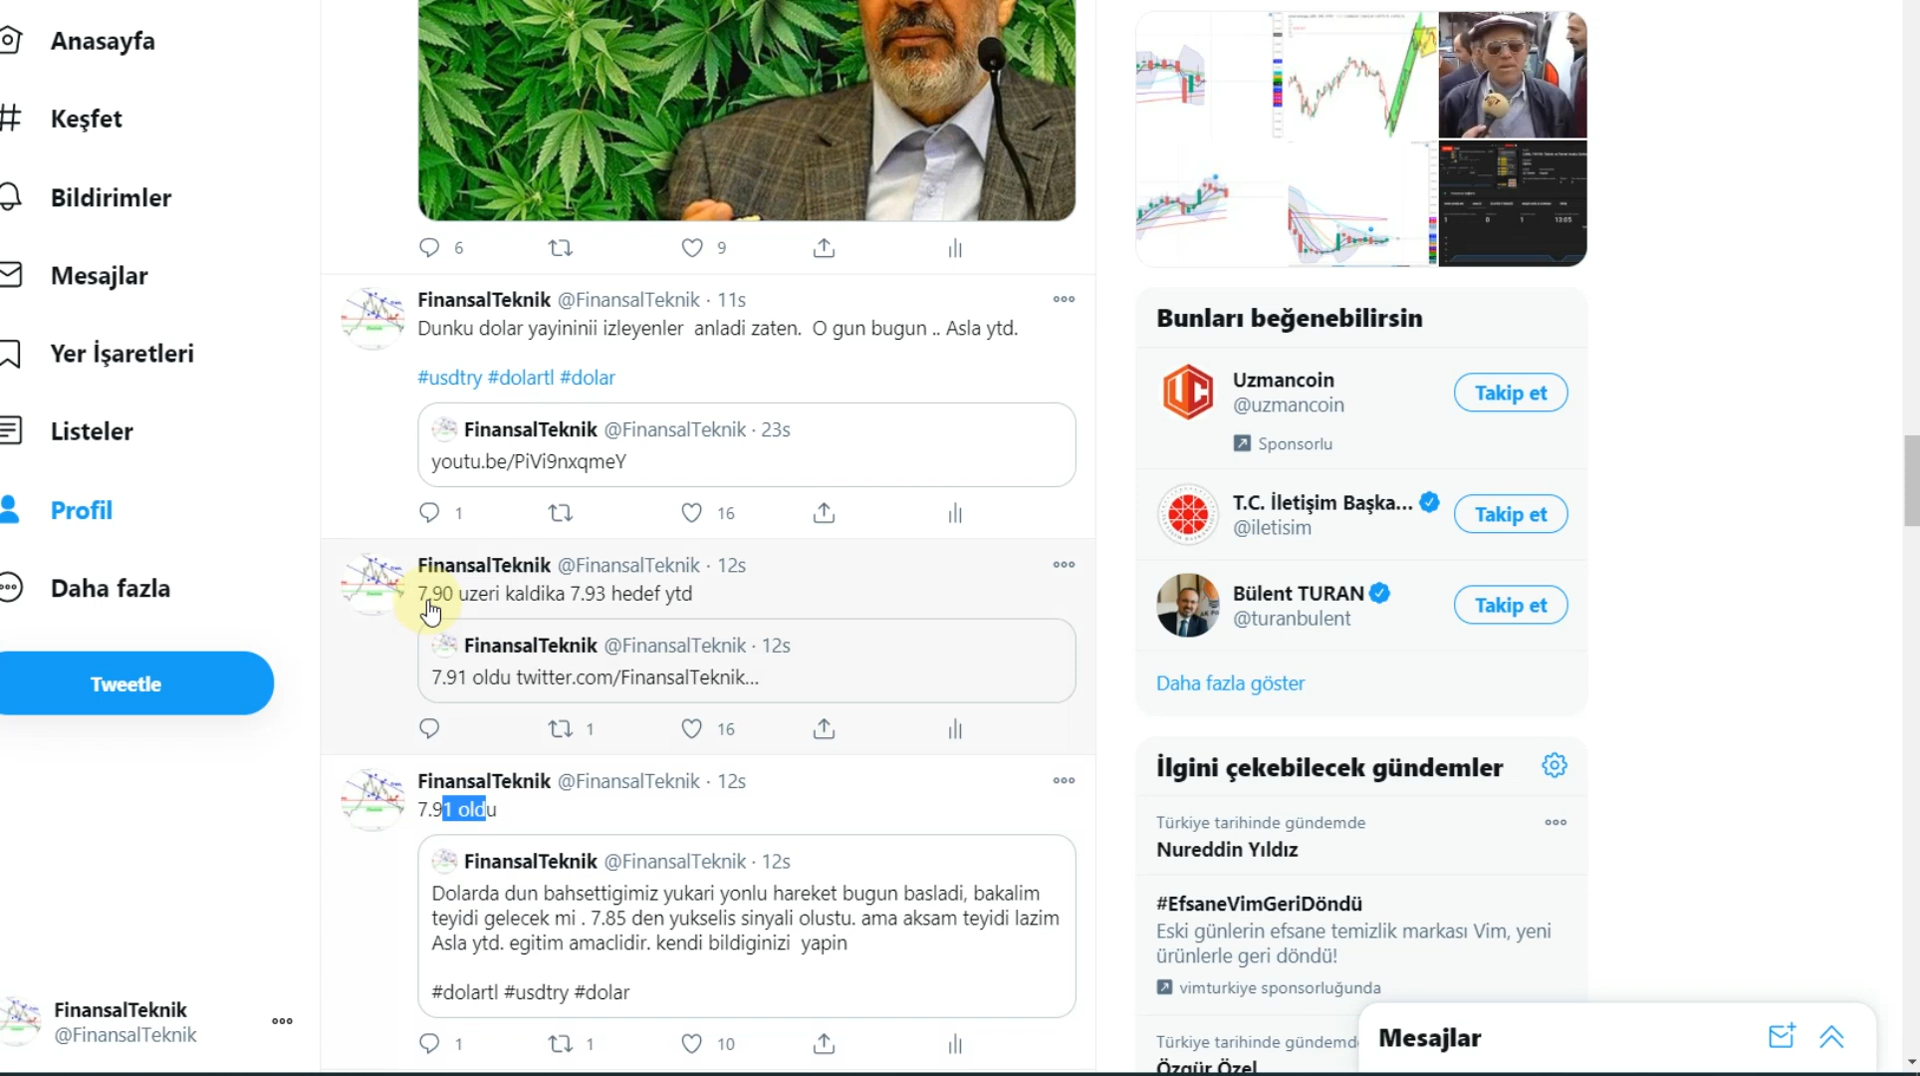 Anasayfa
Keşfet
Bildirimler
Mesajlar
Yer İşaretleri
Listeler
Profil
Daha fazla
Tweetle
FinansalTeknik
@FinansalTeknik
6
9
FinansalTeknik @FinansalTeknik · 11s
Dunku dolar yayininii izleyenler anladi zaten. O gun bugun .. Asla ytd.
#usdtry #dolartl #dolar
FinansalTeknik @FinansalTeknik · 23s
youtu.be/PiVi9nxqmeY
1
16
FinansalTeknik @FinansalTeknik · 12s
7.90 uzeri kaldika 7.93 hedef ytd
FinansalTeknik @FinansalTeknik · 12s
7.91 oldu twitter.com/FinansalTeknik...
1
16
FinansalTeknik @FinansalTeknik · 12s
7.91 oldu
FinansalTeknik @FinansalTeknik · 12s
Dolarda dun bahsettigimiz yukari yonlu hareket bugun basladi, bakalim
teyidi gelecek mi . 7.85 den yukselis sinyali olustu. ama aksam teyidi lazim
Asla ytd. egitim amaclidir. kendi bildiginizi yapin
#dolartl #usdtry #dolar
1
1
10
13:05
Bunları beğenebilirsin
Uzmancoin
@uzmancoin
Sponsorlu
Takip et
T.C. İletişim Başka...
@iletisim
Takip et
Bülent TURAN
@turanbulent
Takip et
Daha fazla göster
İlgini çekebilecek gündemler
Türkiye tarihinde gündemde
Nureddin Yıldız
#EfsaneVimGeriDöndü
Eski günlerin efsane temizlik markası Vim, yeni
ürünlerle geri döndü!
vimturkiye sponsorluğunda
Türkiye tarihinde gündemde
Özgür Özel
Mesajlar